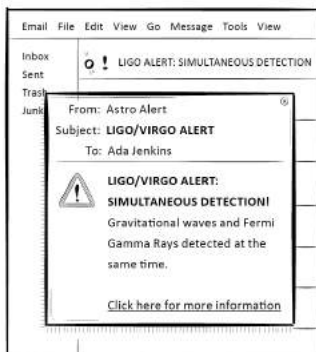 Email File Edit View Go Message Tools View
Inbox
Sent
Trash
Junk
LIGO ALERT: SIMULTANEOUS DETECTION
From: Astro Alert
Subject: LIGO/VIRGO ALERT
To: Ada Jenkins
LIGO/VIRGO ALERT:
SIMULTANEOUS DETECTION!
Gravitational waves and Fermi
Gamma Rays detected at the
same time.
Click here for more information